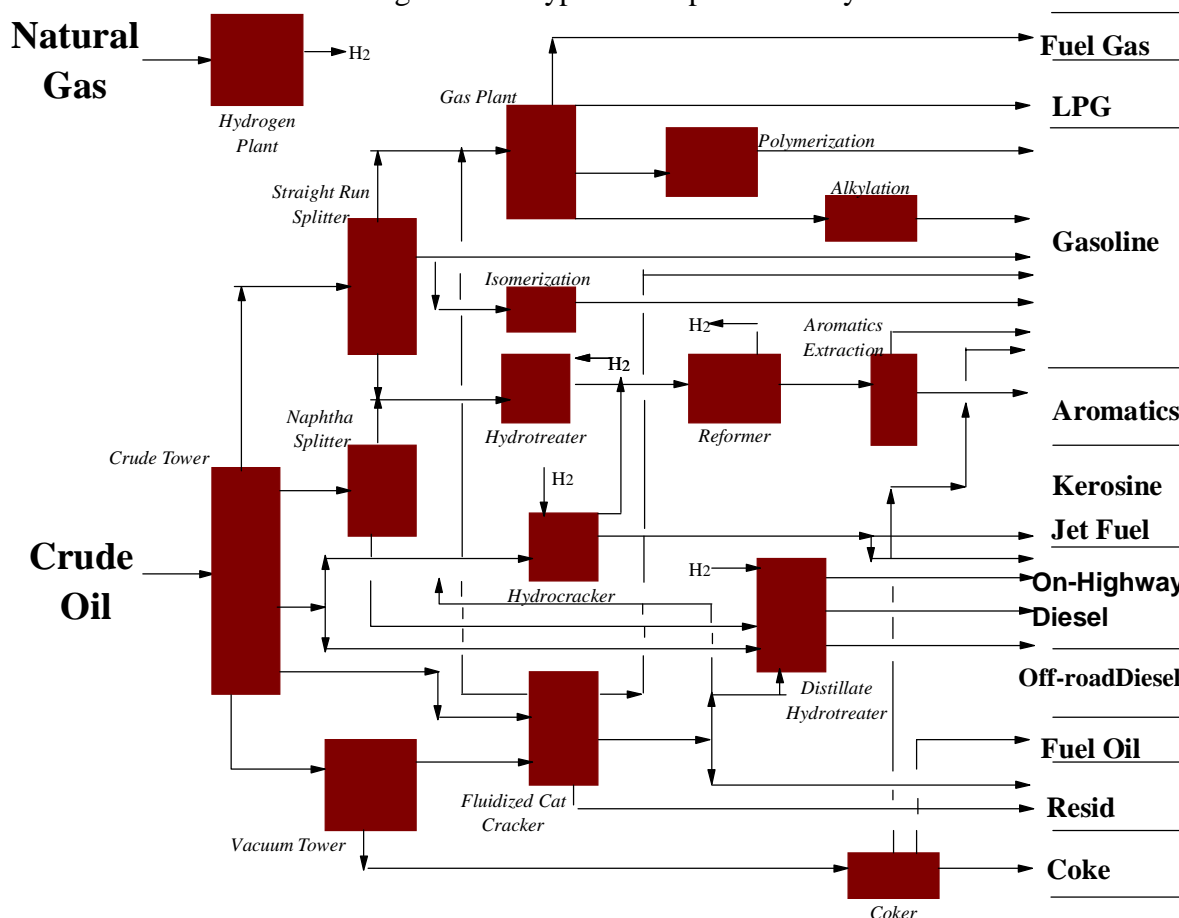 Natural
Gas
H2
Hydrogen
Plant
Fuel Gas
Gas Plant
LPG
Polymerization
Straight Run
Splitter
Alkylation
Gasoline
Isomerization
H2
Aromatics
Extraction
H2
Naphtha
Splitter
Hydrotreater
Reformer
Aromatics
Crude Tower
H2
Kerosine
Jet Fuel
Crude
Oil
H2
Hydrocracker
On-Highway
Diesel
Distillate
Hydrotreater
Off-roadDiesel
Fuel Oil
Fluidized Cat
Cracker
Resid
Vacuum Tower
Coke
Coker